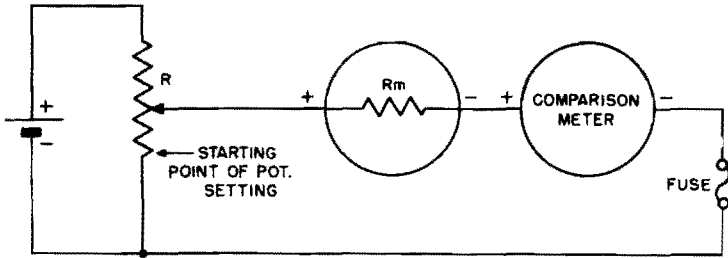 +
-
R
STARTING
POINT OF POT.
SETTING
+
Rm
-
+
COMPARISON
METER
-
FUSE